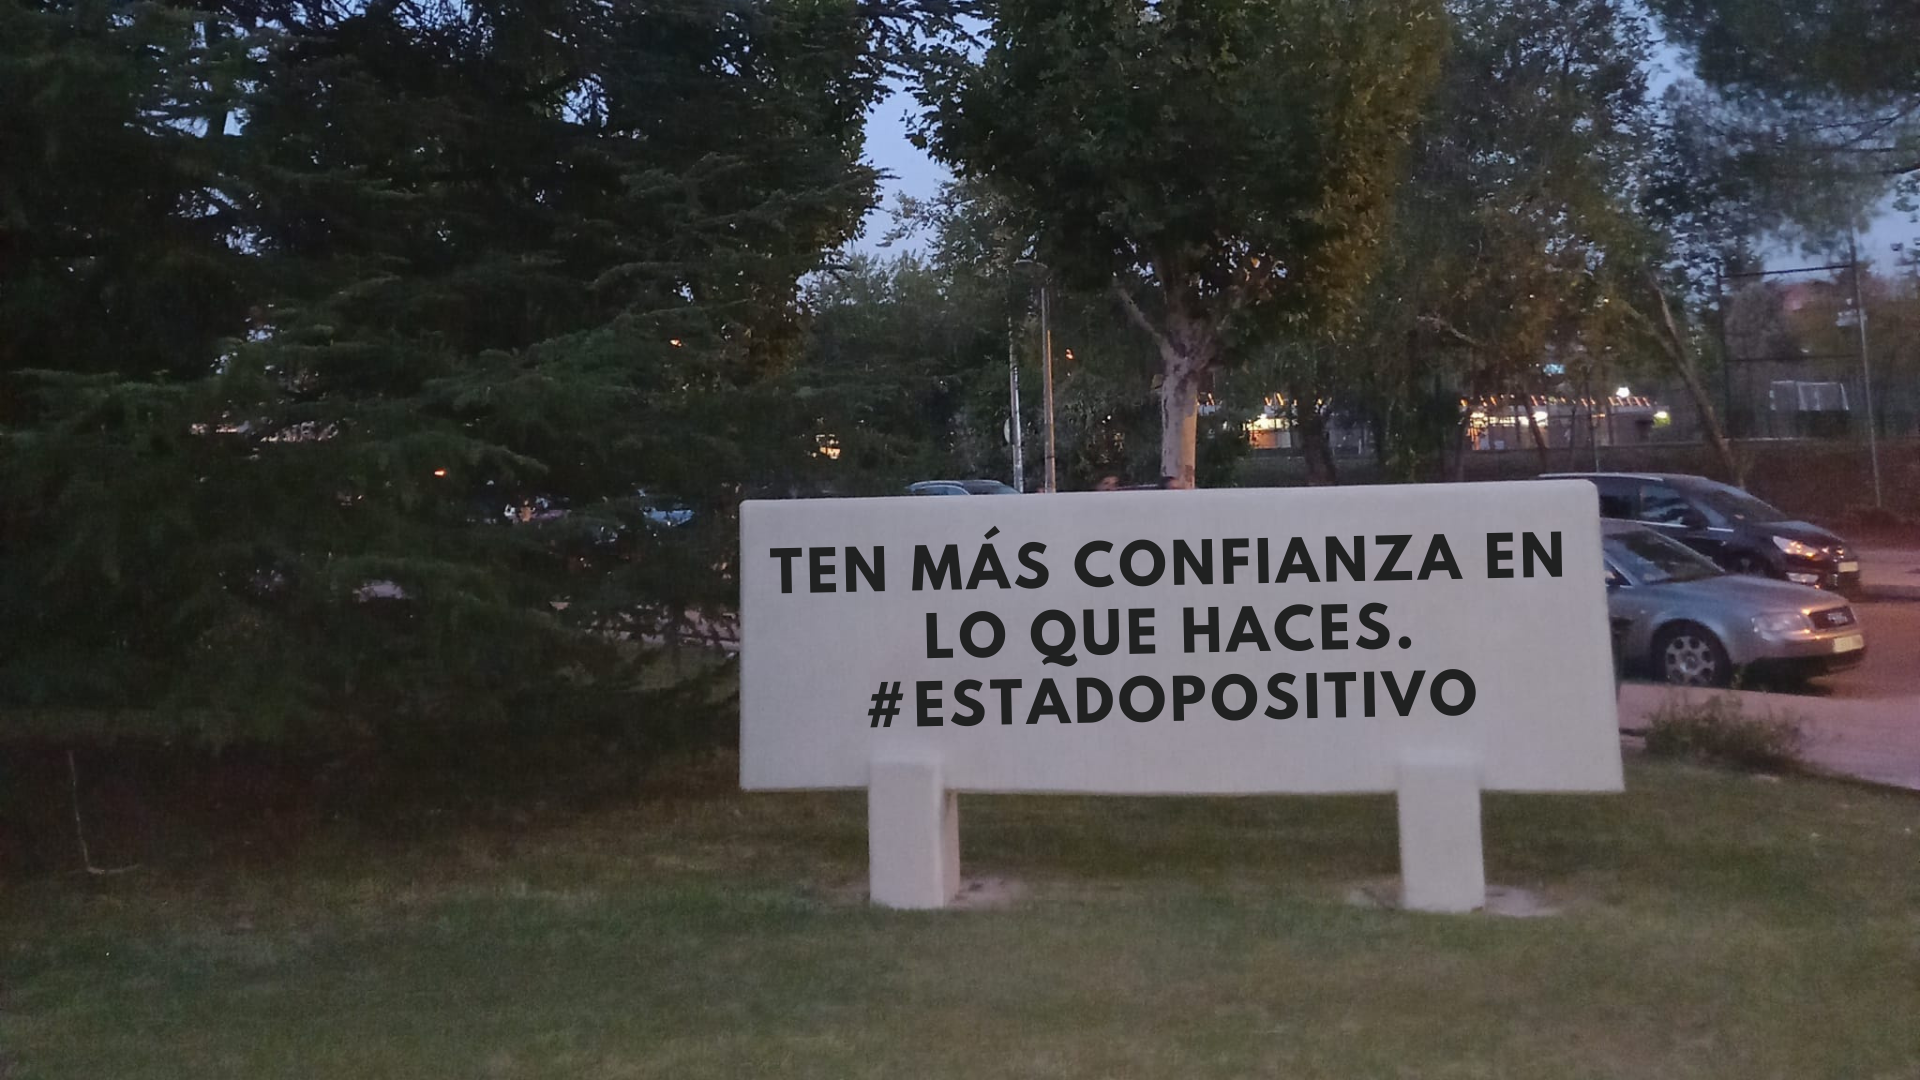 TEN MÁS CONFIANZA EN
LO QUE HACES.
#ESTADOPOSITIVO